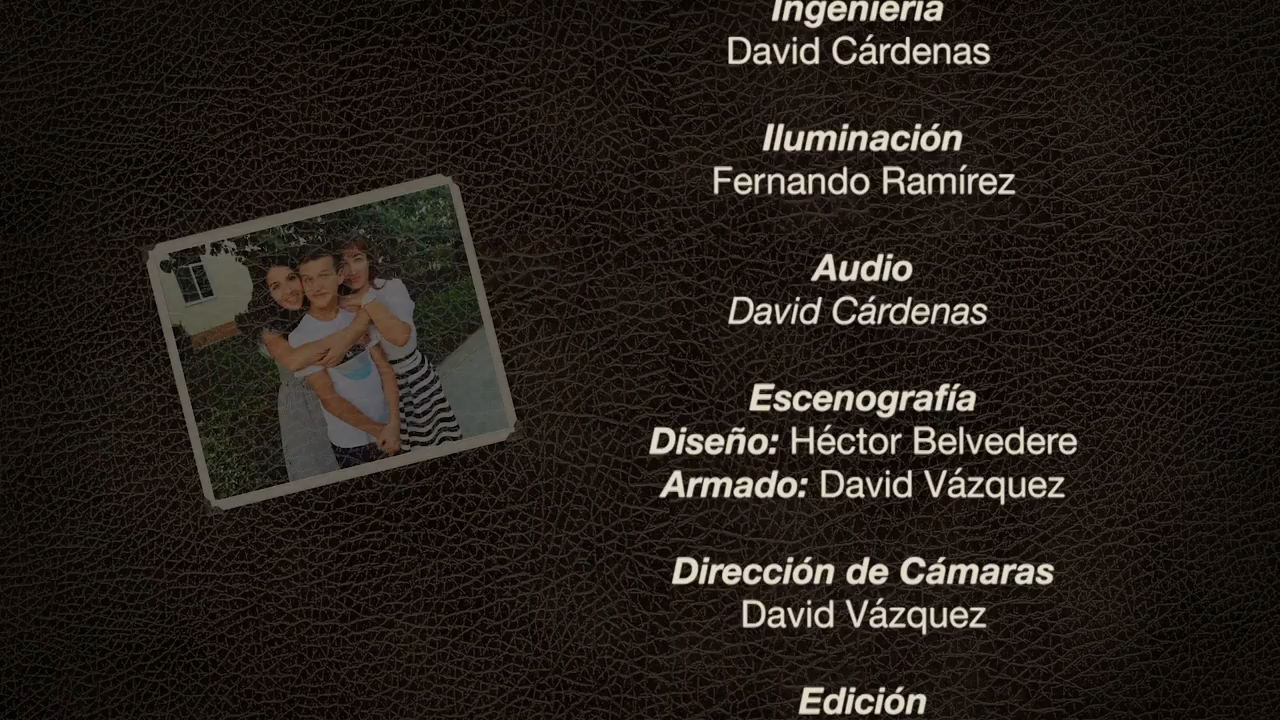 Ingeniería
David Cárdenas
Iluminación
Fernando Ramírez
Audio
David Cárdenas
Escenografía
Diseño: Héctor Belvedere
Armado: David Vázquez
Dirección de Cámaras
David Vázquez
Edición